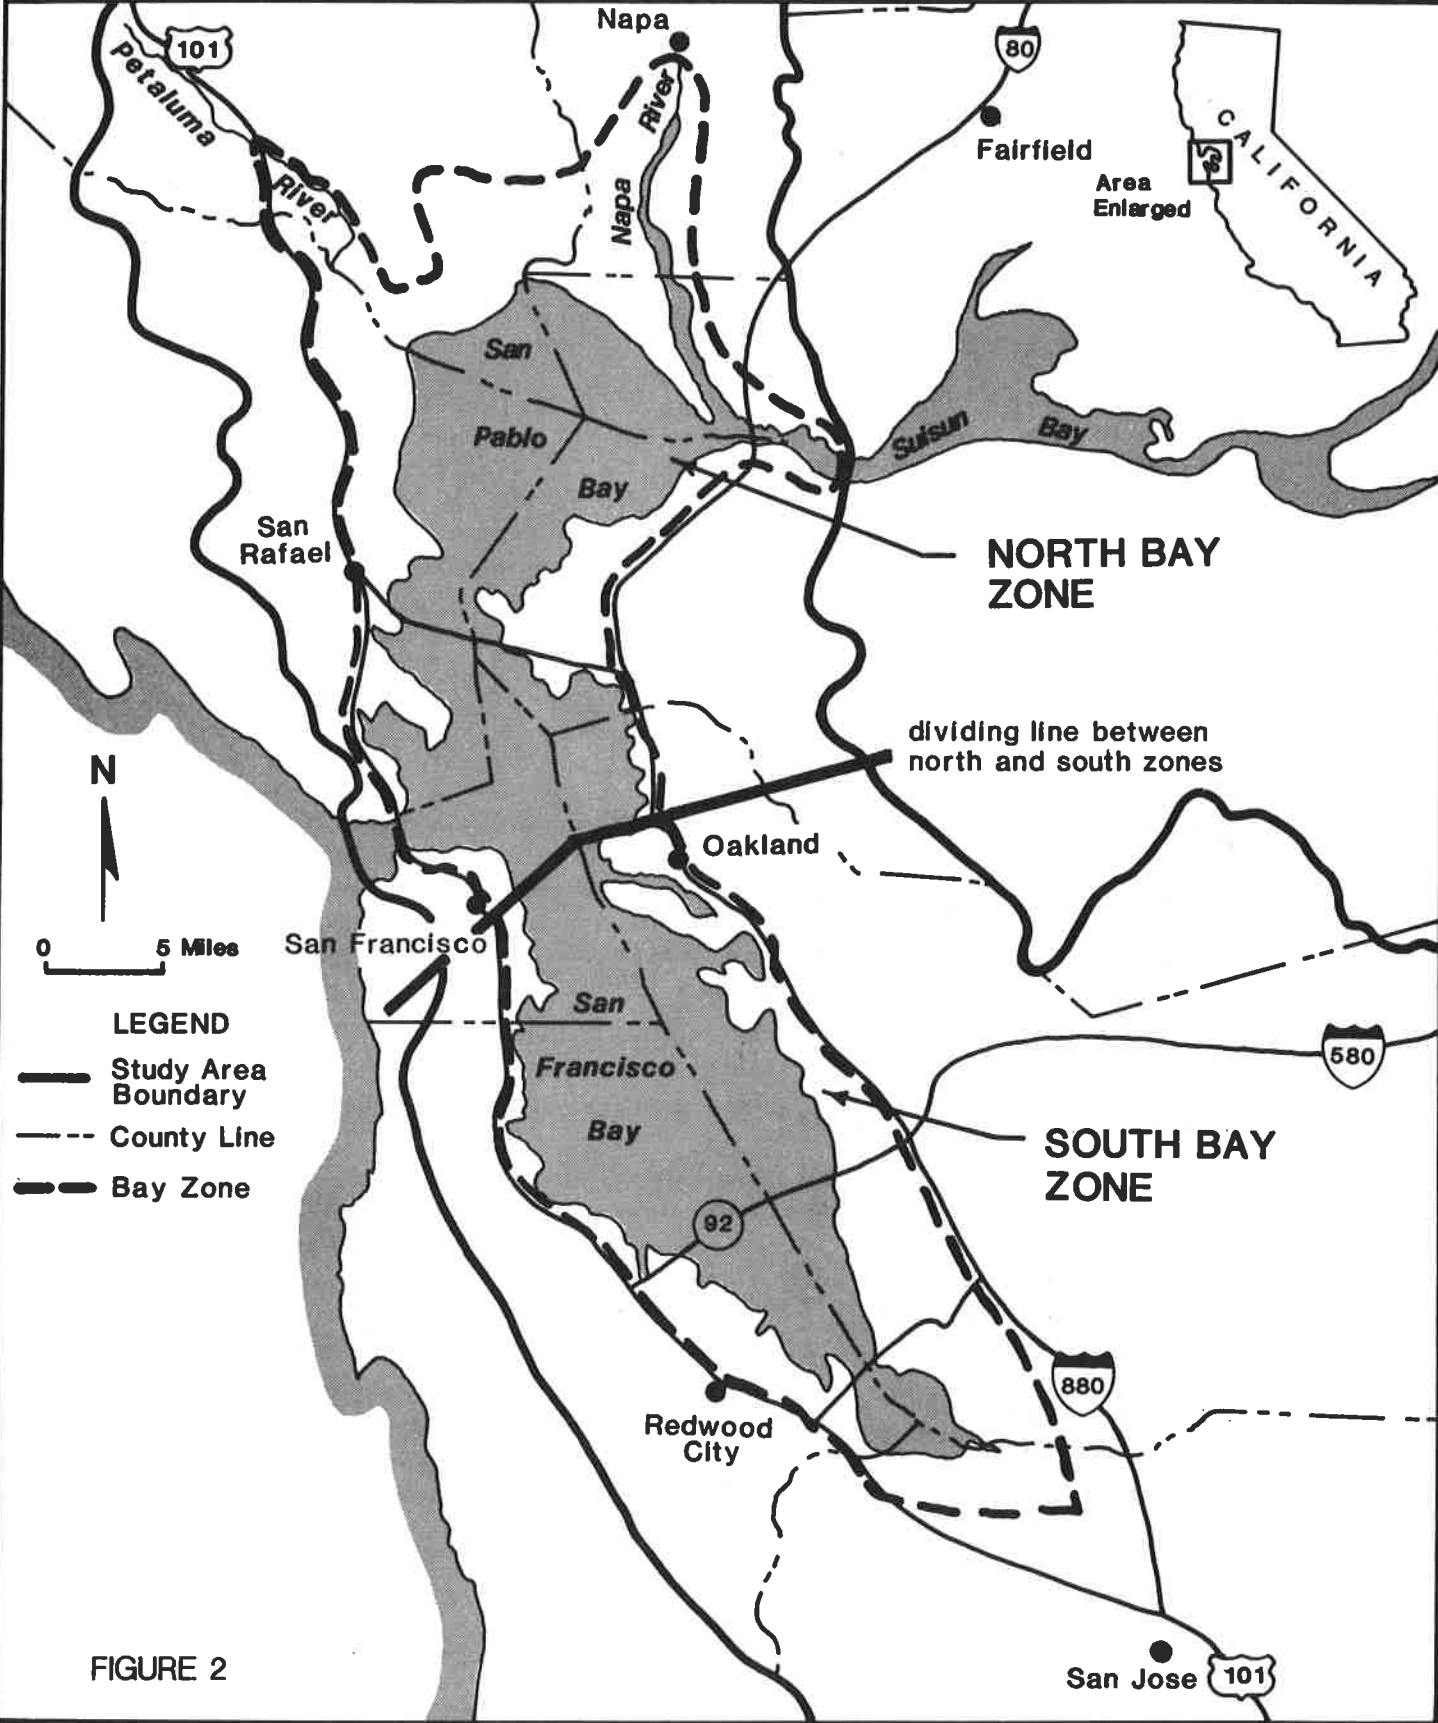 Napa
101
80
Petaluma
River
River
Fairfield
CALIFORNIA
Area
Enlarged
Napa
San
Pablo
Bay
Suisun
Bay
San
Rafael
NORTH BAY
ZONE
dividing line between
north and south zones
N
Oakland
0 5 Miles
San Francisco
San
Francisco
Bay
LEGEND
Study Area
Boundary
County Line
Bay Zone
580
SOUTH BAY
ZONE
92
880
Redwood
City
San Jose
101
FIGURE 2